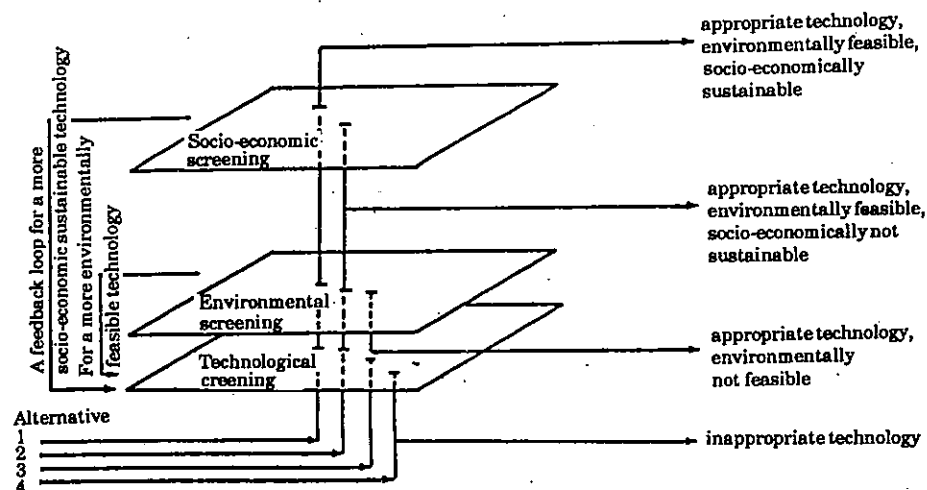 appropriate technology,
environmentally feasible,
socio-economically
sustainable
A feedback loop for a more
socio-economic sustainable technology
For a more environmentally
feasible technology
Socio-economic
screening
appropriate technology,
environmentally feasible,
socio-economically not
sustainable
Environmental
screening
Technological
creening
appropriate technology,
environmentally
not feasible
Alternative
1
2
3
4
inappropriate technology